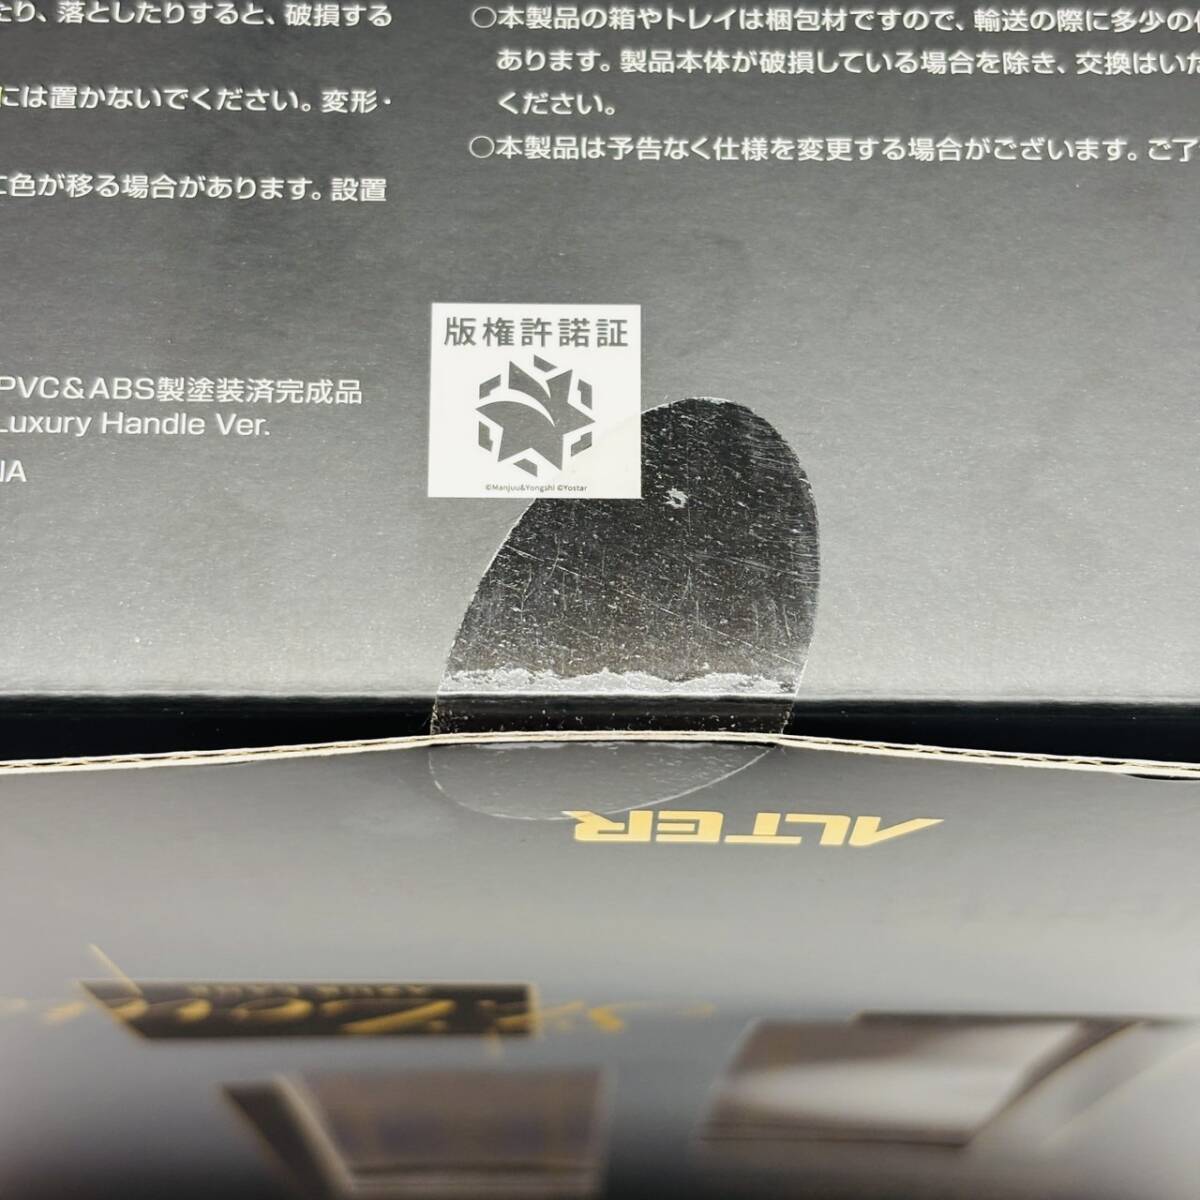 たり、落としたりすると、破損する
には置かないでください。変形・
に色が移る場合があります。設置
○本製品の箱やトレイは梱包材ですので、輸送の際に多少の
あります。製品本体が破損している場合を除き、交換はいた
ください。
○本製品は予告なく仕様を変更する場合がございます。ご了
PVC&ABS製塗装済完成品
Luxury Handle Ver.
NA
版権許諾証
©Manjuu&Yongshi ©Yostar
ALTER
AZUR LANE